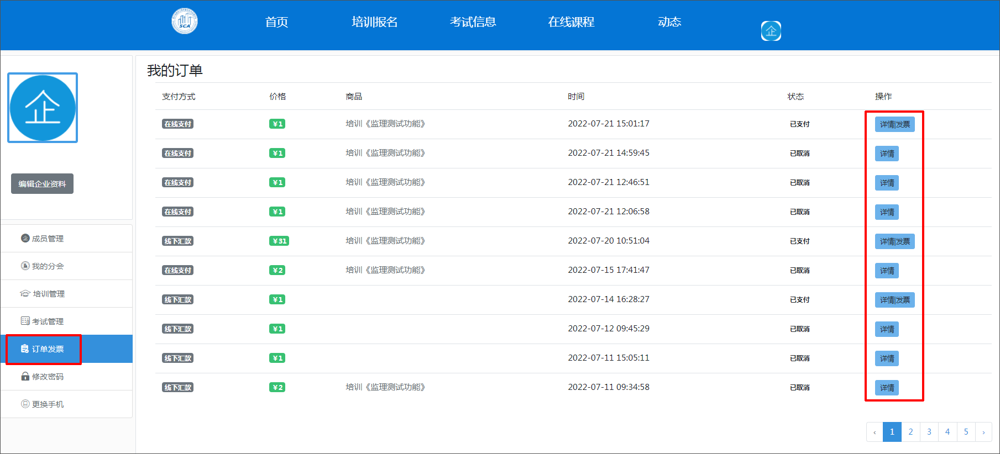 SCA
首页 培训报名 考试信息 在线课程 动态
企
企
编辑企业资料
成员管理
我的分会
培训管理
考试管理
订单发票
修改密码
更换手机
我的订单
支付方式 价格 商品 时间 状态 操作
在线支付 ¥1 培训《监理测试功能》 2022-07-21 15:01:17 已支付 详情|发票
在线支付 ¥1 培训《监理测试功能》 2022-07-21 14:59:45 已取消 详情
在线支付 ¥1 培训《监理测试功能》 2022-07-21 12:46:51 已取消 详情
在线支付 ¥1 培训《监理测试功能》 2022-07-21 12:06:58 已取消 详情
线下汇款 ¥31 培训《监理测试功能》 2022-07-20 10:51:04 已支付 详情|发票
在线支付 ¥2 培训《监理测试功能》 2022-07-15 17:41:47 已取消 详情
线下汇款 ¥1 2022-07-14 16:28:27 已支付 详情|发票
线下汇款 ¥1 2022-07-12 09:45:29 已取消 详情
线下汇款 ¥1 2022-07-11 15:05:11 已取消 详情
线下汇款 ¥2 培训《监理测试功能》 2022-07-11 09:34:58 已取消 详情
‹ 1 2 3 4 5 ›